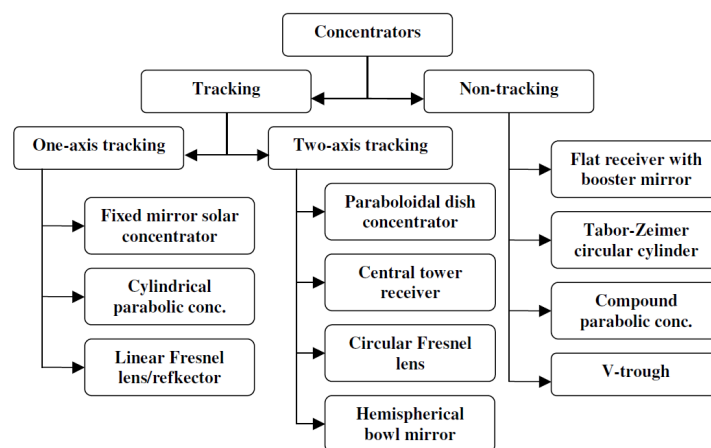 Concentrators
Tracking
Non-tracking
One-axis tracking
Two-axis tracking
Fixed mirror solar
concentrator
Cylindrical
parabolic conc.
Linear Fresnel
lens/refkector
Paraboloidal dish
concentrator
Central tower
receiver
Circular Fresnel
lens
Hemispherical
bowl mirror
Flat receiver with
booster mirror
Tabor-Zeimer
circular cylinder
Compound
parabolic conc.
V-trough